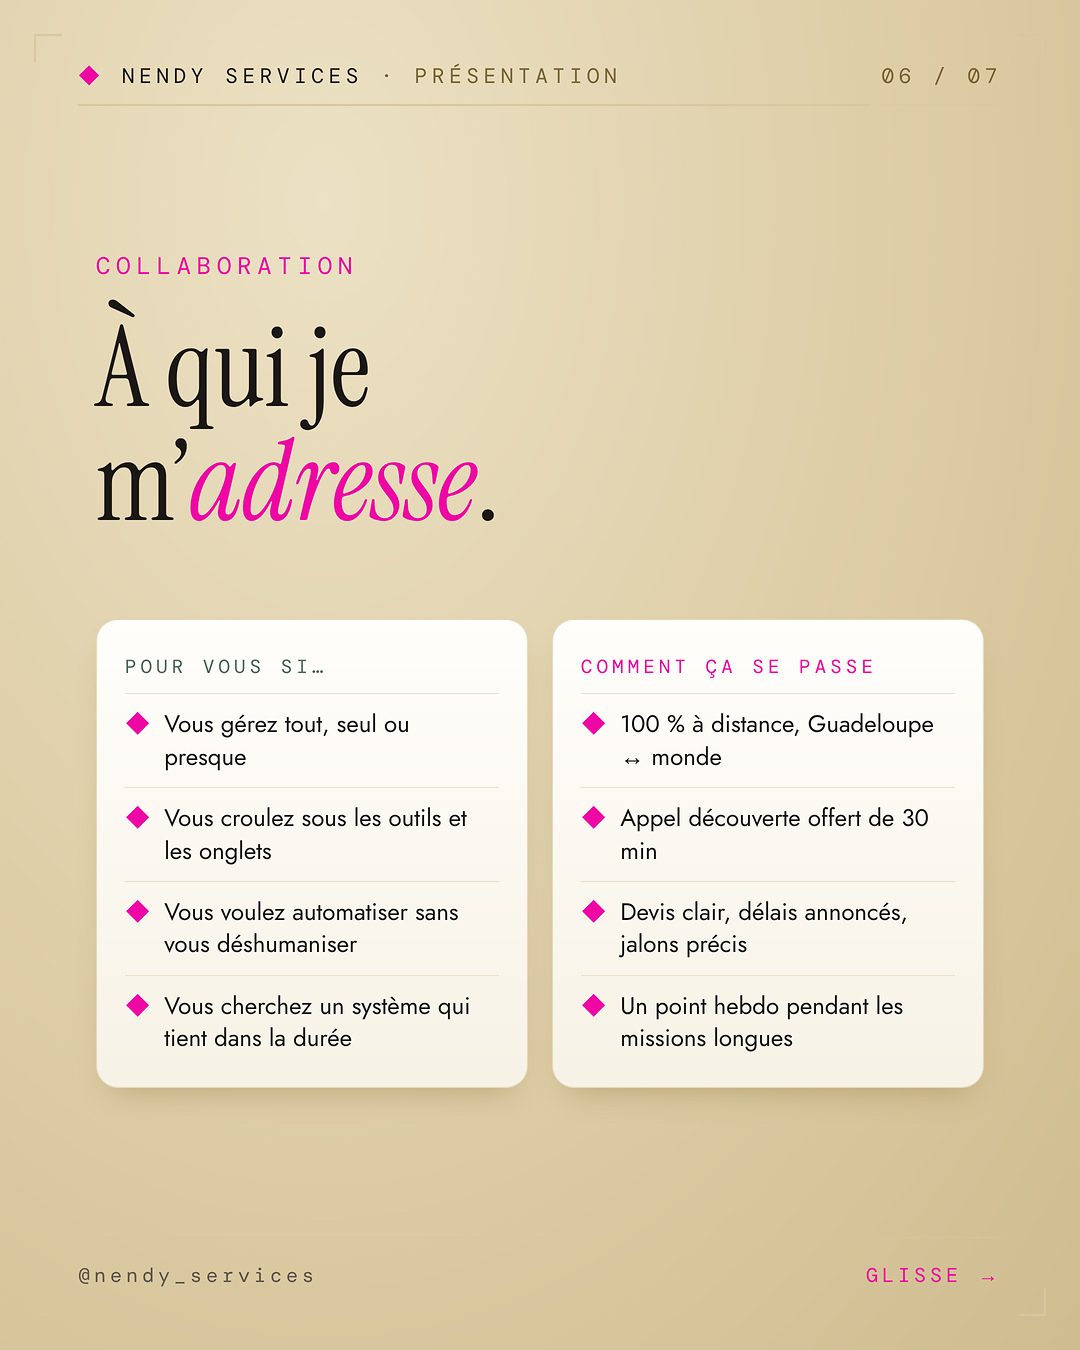 NENDY SERVICES · PRÉSENTATION
06 / 07
COLLABORATION
À qui je
m’adresse.
POUR VOUS SI…
Vous gérez tout, seul ou
presque
Vous croulez sous les outils et
les onglets
Vous voulez automatiser sans
vous déshumaniser
Vous cherchez un système qui
tient dans la durée
COMMENT ÇA SE PASSE
100 % à distance, Guadeloupe
↔ monde
Appel découverte offert de 30
min
Devis clair, délais annoncés,
jalons précis
Un point hebdo pendant les
missions longues
@nendy_services
GLISSE →